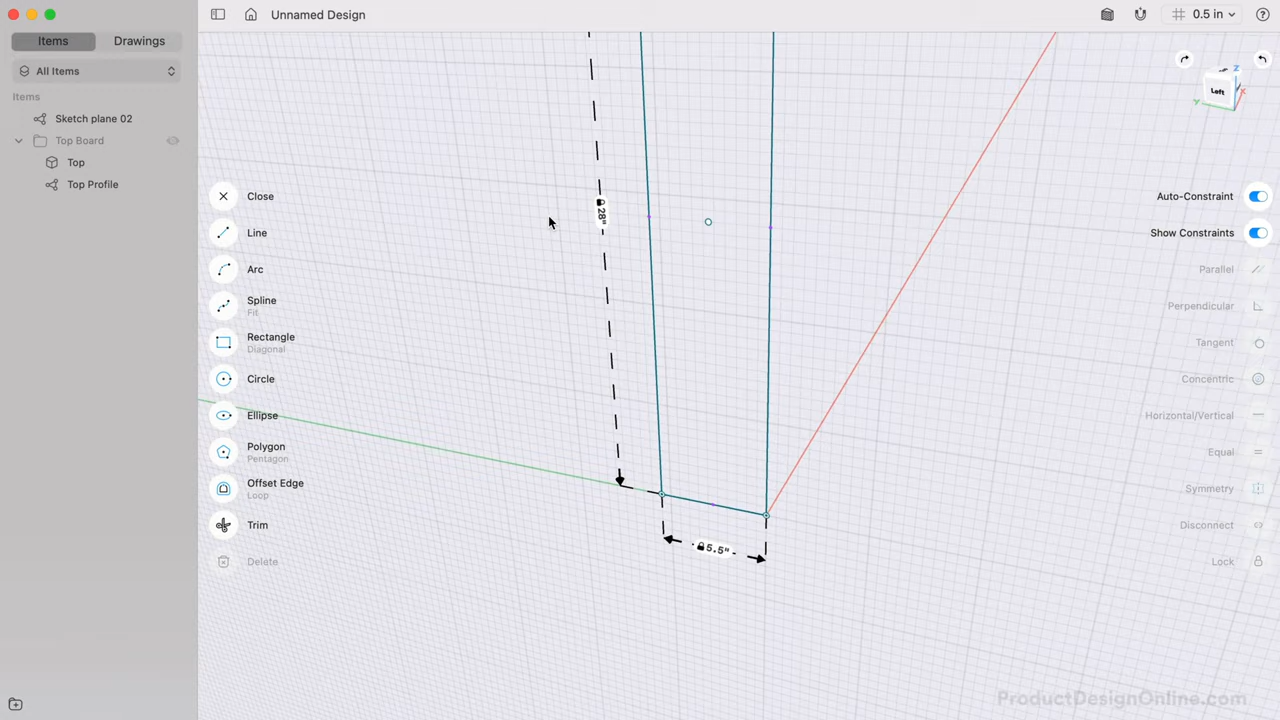 Unnamed Design
0.5 in
Items
Drawings
All Items
Items
Sketch plane 02
Top Board
Top
Top Profile
Close
Line
Arc
Spline
Fit
Rectangle
Diagonal
Circle
Ellipse
Polygon
Pentagon
Offset Edge
Loop
Trim
Delete
28"
5.5"
Z
Left
X
Y
Auto-Constraint
Show Constraints
Parallel
Perpendicular
Tangent
Concentric
Horizontal/Vertical
Equal
Symmetry
Disconnect
Lock
ProductDesignOnline.com